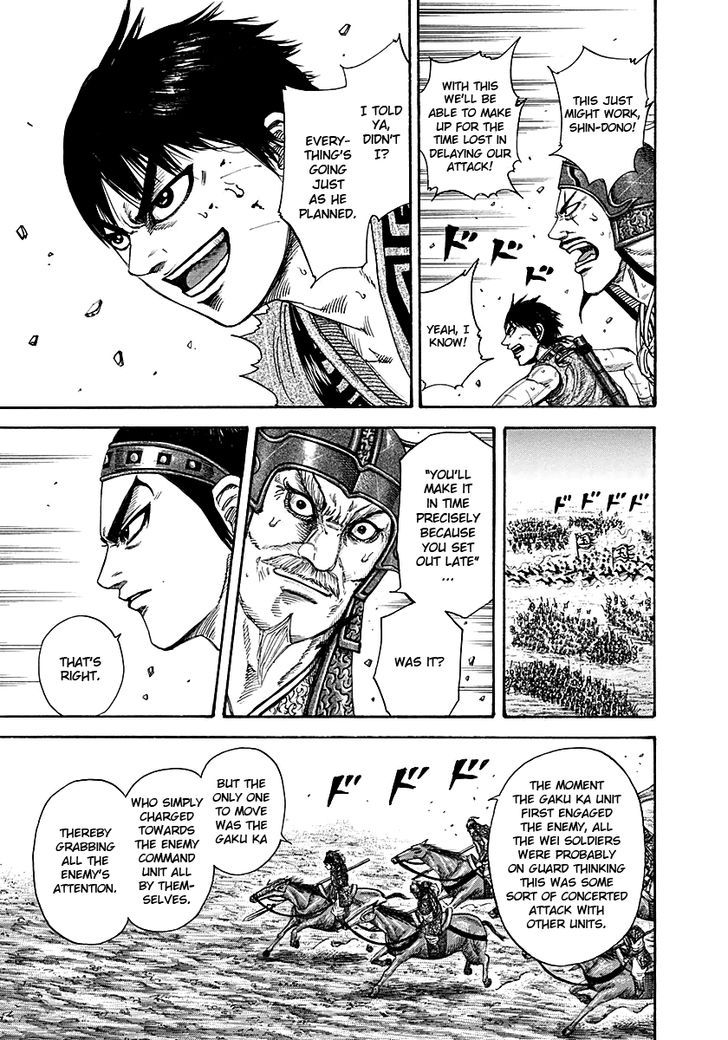 THIS JUST
MIGHT WORK,
SHIN-DONO!
WITH THIS
WE'LL BE
ABLE TO MAKE
UP FOR THE
TIME LOST IN
DELAYING OUR
ATTACK!
ドドド
YEAH, I
KNOW!
I TOLD
YA,
DIDN'T
I?
EVERY-
THING'S
GOING
JUST
AS HE
PLANNED.
ドドドド
"YOU'LL
MAKE IT
IN TIME
PRECISELY
BECAUSE
YOU SET
OUT LATE"
...
WAS IT?
THAT'S
RIGHT.
ドドド
THE MOMENT
THE GAKU KA UNIT
FIRST ENGAGED
THE ENEMY, ALL
THE WEI SOLDIERS
WERE PROBABLY
ON GUARD THINKING
THIS WAS SOME
SORT OF CONCERTED
ATTACK WITH
OTHER UNITS.
BUT THE
ONLY ONE
TO MOVE
WAS THE
GAKU KA
WHO SIMPLY
CHARGED
TOWARDS
THE ENEMY
COMMAND
UNIT ALL
BY THEM-
SELVES.
THEREBY
GRABBING
ALL THE
ENEMY'S
ATTENTION.